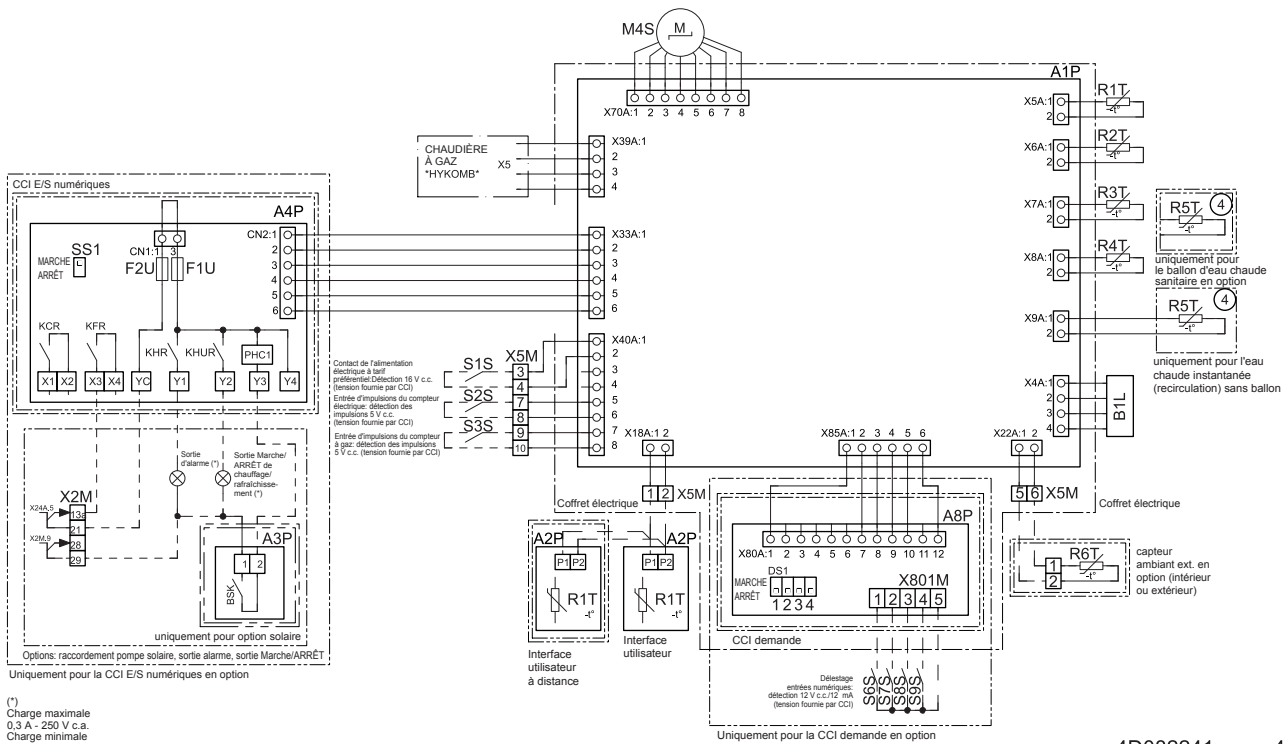 M4S
M
A1P
X70A:1 2 3 4 5 6 7 8
CHAUDIÈRE
À GAZ
*HYKOMB*
X5
X39A:1
2
3
4
X5A:1
2
R1T
-t°
X6A:1
2
R2T
-t°
X7A:1
2
R3T
-t°
X8A:1
2
R4T
-t°
R5T
-t°
4
uniquement pour
le ballon d'eau chaude
sanitaire en option
X9A:1
2
R5T
-t°
4
uniquement pour l'eau
chaude instantanée
(recirculation) sans ballon
X4A:1
2
3
4
B1L
CCI E/S numériques
A4P
SS1
MARCHE
ARRÊT
CN1:1 3
F2U
F1U
CN2:1
2
3
4
5
6
X33A:1
2
3
4
5
6
KCR
KFR
KHR
KHUR
PHC1
X1 X2 X3 X4 YC Y1 Y2 Y3 Y4
Contact de l'alimentation
électrique à tarif
préférentiel:Détection 16 V c.c.
(tension fournie par CCI)
Entrée d'impulsions du compteur
électrique: détection des
impulsions 5 V c.c.
(tension fournie par CCI)
Entrée d'impulsions du compteur
à gaz: détection des impulsions
5 V c.c. (tension fournie par CCI)
S1S
S2S
S3S
X5M
3
4
7
8
9
10
X40A:1
2
3
4
5
6
7
8
X18A:1 2
X85A:1 2 3 4 5 6
X22A:1 2
1 2 X5M
5 6 X5M
Coffret électrique
Coffret électrique
Sortie
d'alarme (*)
Sortie Marche/
ARRÊT de
chauffage/
rafraîchisse-
ment (*)
X2M
X24A.5
X2M.9
13a
21
28
29
A3P
1 2
BSK
uniquement pour option solaire
Options: raccordement pompe solaire, sortie alarme, sortie Marche/ARRÊT
Uniquement pour la CCI E/S numériques en option
(*)
Charge maximale
0,3 A - 250 V c.a.
Charge minimale
A2P
P1 P2
R1T
-t°
Interface
utilisateur
à distance
A2P
P1 P2
R1T
-t°
Interface
utilisateur
A8P
X80A:1 2 3 4 5 6 7 8 9 10 11 12
DS1
MARCHE
ARRÊT
1 2 3 4
X801M
1 2 3 4 5
CCI demande
Délestage
entrées numériques:
détection 12 V c.c./12 mA
(tension fournie par CCI)
S6S
S7S
S8S
S9S
Uniquement pour la CCI demande en option
1
2
R6T
-t°
capteur
ambiant ext. en
option (intérieur
ou extérieur)